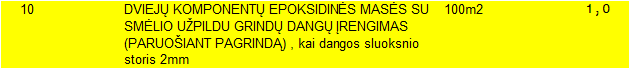 10 DVIEJŲ KOMPONENTŲ EPOKSIDINĖS MASĖS SU 100m2 1,0
SMĖLIO UŽPILDU GRINDŲ DANGŲ ĮRENGIMAS
(PARUOŠIANT PAGRINDĄ) , kai dangos sluoksnio
storis 2mm